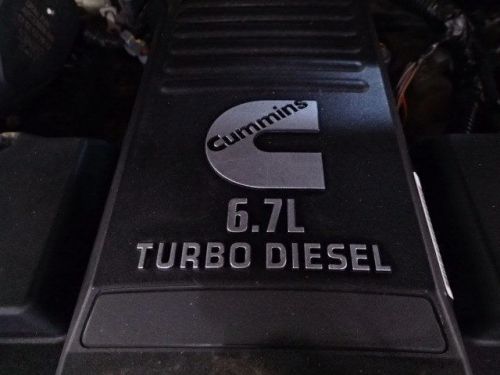 Cummins
6.7L
TURBO DIESEL